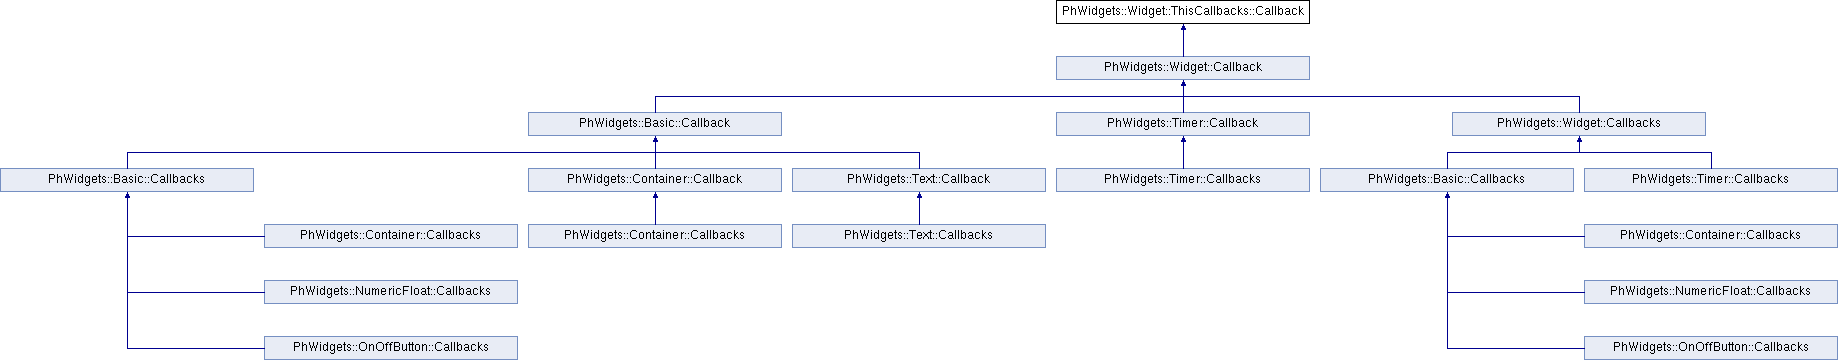 PhWidgets::Widget::ThisCallbacks::Callback
PhWidgets::Widget::Callback
PhWidgets::Basic::Callback
PhWidgets::Timer::Callback
PhWidgets::Widget::Callbacks
PhWidgets::Basic::Callbacks
PhWidgets::Container::Callback
PhWidgets::Text::Callback
PhWidgets::Timer::Callbacks
PhWidgets::Basic::Callbacks
PhWidgets::Timer::Callbacks
PhWidgets::Container::Callbacks
PhWidgets::Container::Callbacks
PhWidgets::Text::Callbacks
PhWidgets::Container::Callbacks
PhWidgets::NumericFloat::Callbacks
PhWidgets::NumericFloat::Callbacks
PhWidgets::OnOffButton::Callbacks
PhWidgets::OnOffButton::Callbacks